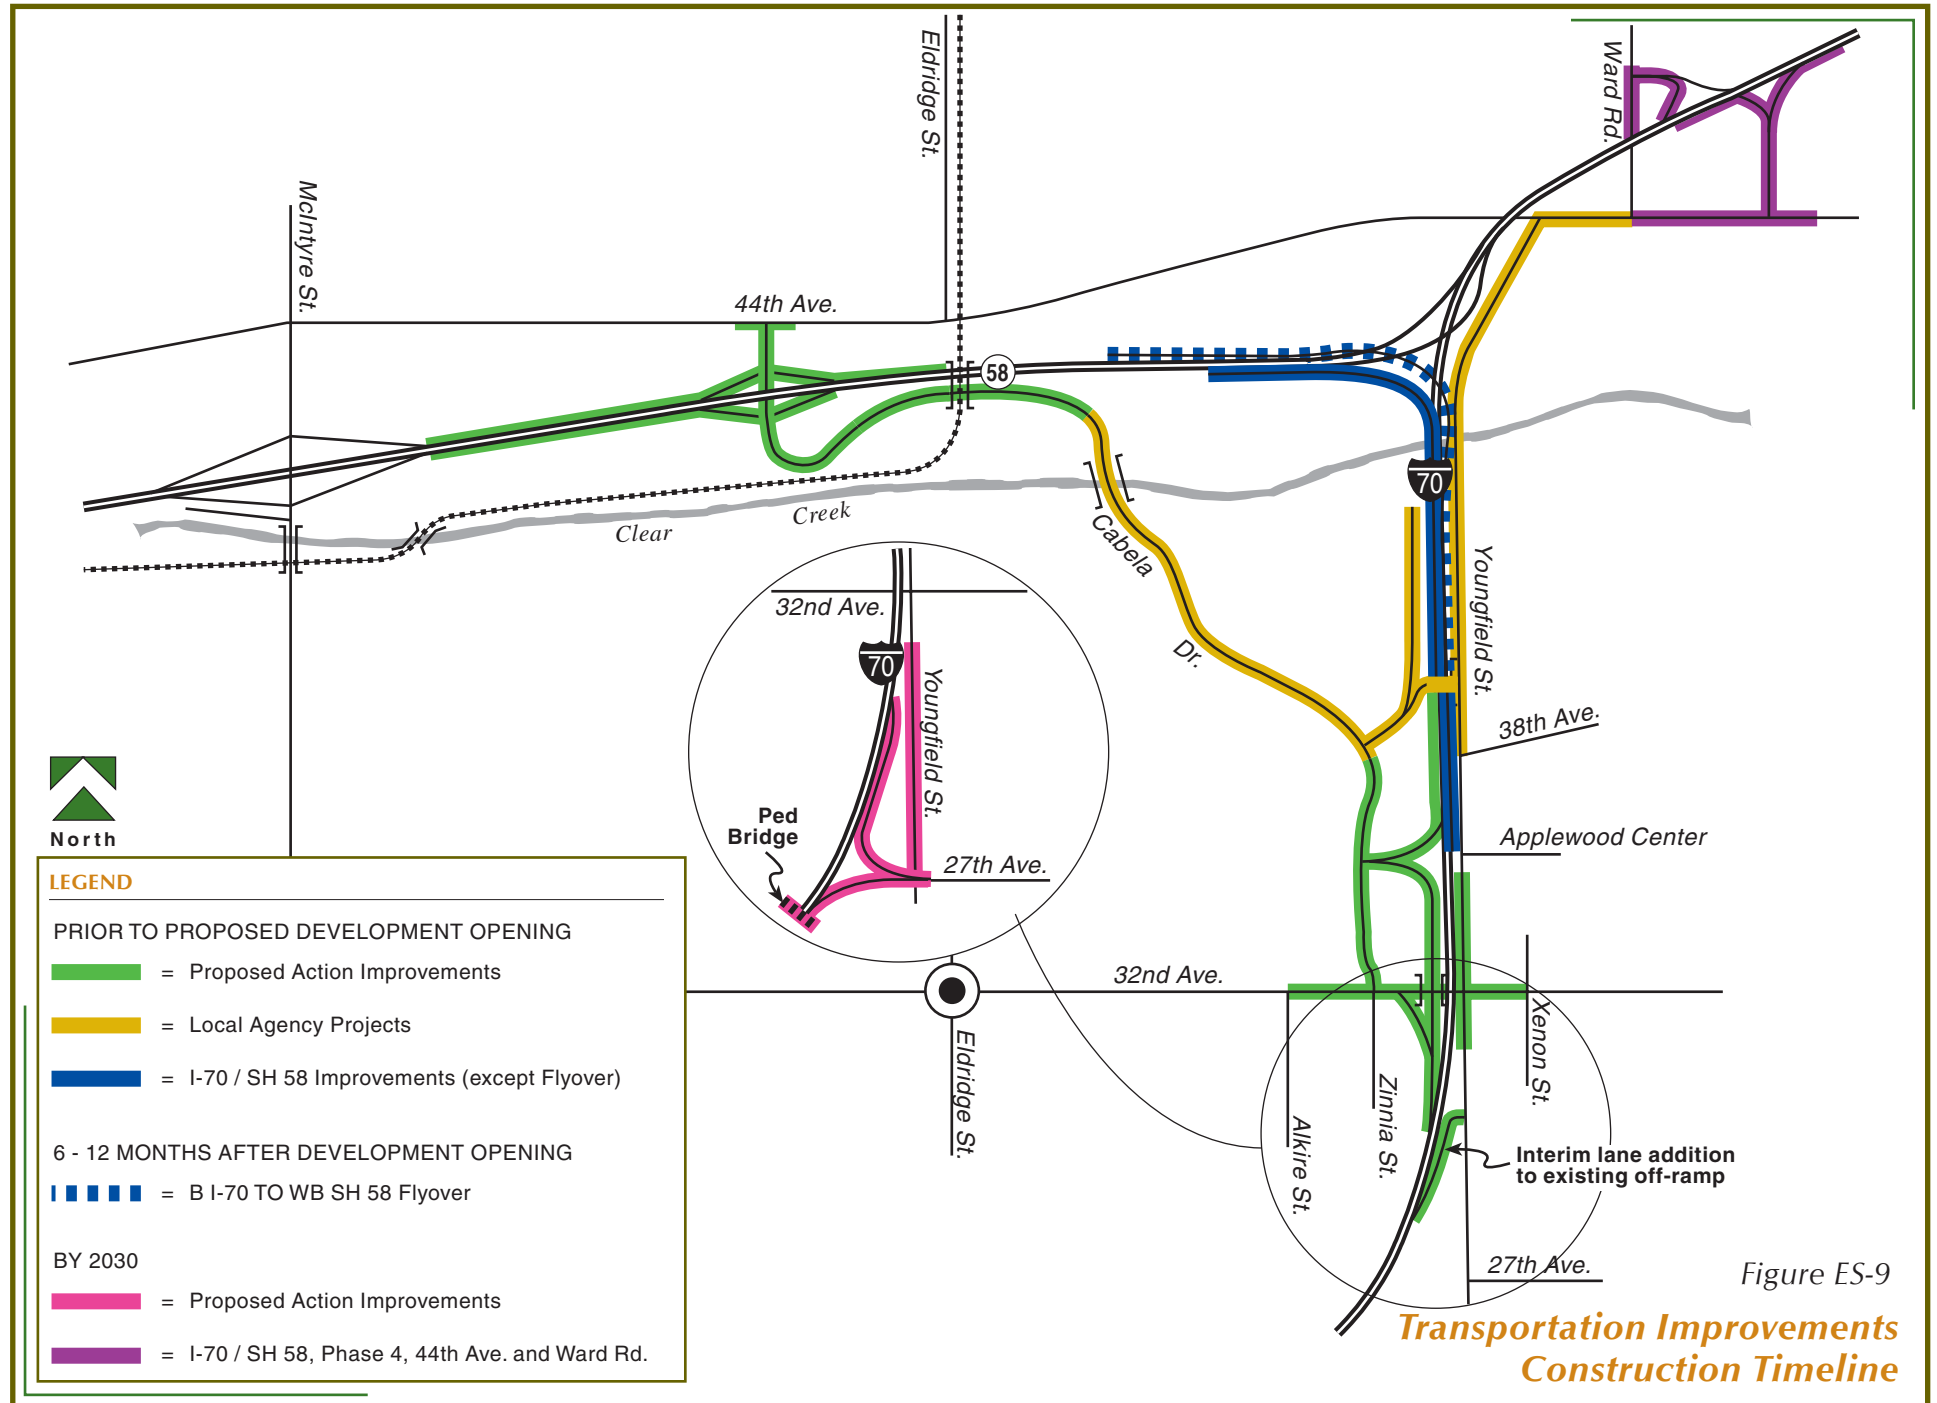 Eldridge St.
Ward Rd.
McIntyre St.
44th Ave.
58
Clear
Creek
70
Cabela
Dr.
Youngfield St.
38th Ave.
32nd Ave.
70
Youngfield St.
Ped
Bridge
27th Ave.
Applewood Center
North
32nd Ave.
Eldridge St.
Xenon St.
Zinnia St.
Alkire St.
Interim lane addition
to existing off-ramp
27th Ave.
LEGEND
PRIOR TO PROPOSED DEVELOPMENT OPENING
= Proposed Action Improvements
= Local Agency Projects
= I-70 / SH 58 Improvements (except Flyover)
6 - 12 MONTHS AFTER DEVELOPMENT OPENING
= B I-70 TO WB SH 58 Flyover
BY 2030
= Proposed Action Improvements
= I-70 / SH 58, Phase 4, 44th Ave. and Ward Rd.
Figure ES-9
Transportation Improvements
Construction Timeline